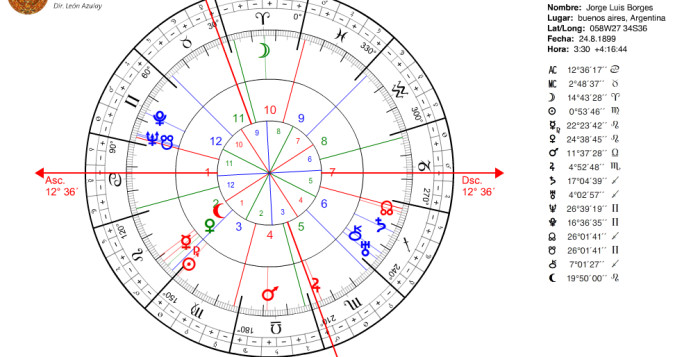 Dir. León Azulay
Nombre: Jorge Luis Borges
Lugar: buenos aires, Argentina
Lat/Long: 058W27 34S36
Fecha: 24.8.1899
Hora: 3:30 +4:16:44
AC 12°36'17'' ♋
MC 2°48'37'' ♉
☽ 14°43'28'' ♈
☉ 0°53'46'' ♍
☿R 22°23'42'' ♌
♀ 24°38'45'' ♌
♂ 11°37'28'' ♎
♃ 4°52'48'' ♏
♄ 17°04'39'' ♐
♅ 4°02'57'' ♐
♆ 26°39'19'' ♊
♇ 16°36'35'' ♊
☊ 26°01'41'' ♐
☋ 26°01'41'' ♊
⚷ 7°01'27'' ♐
⚸ 19°50'00'' ♌
Asc.
12° 36´
Dsc.
12° 36´
0°
30°
60°
90°
120°
150°
180°
210°
240°
270°
300°
330°
1
2
3
4
5
6
7
8
9
10
11
12
1
2
3
4
5
6
7
8
9
10
11
12